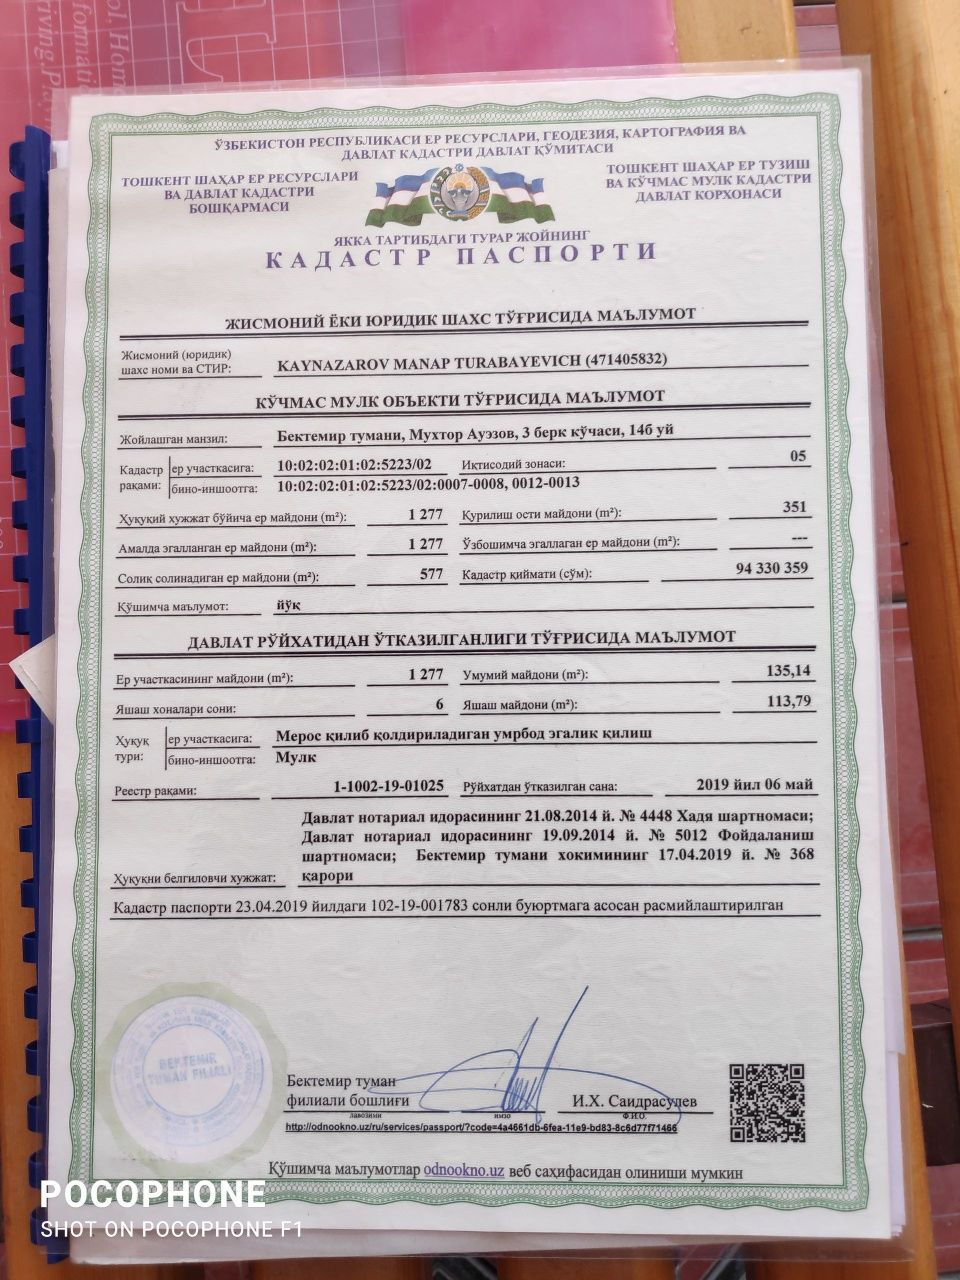 ЎЗБЕКИСТОН РЕСПУБЛИКАСИ ЕР РЕСУРСЛАРИ, ГЕОДЕЗИЯ, КАРТОГРАФИЯ ВА
ДАВЛАТ КАДАСТРИ ДАВЛАТ ҚЎМИТАСИ
ТОШКЕНТ ШАҲАР ЕР РЕСУРСЛАРИ
ВА ДАВЛАТ КАДАСТРИ
БОШҚАРМАСИ
ТОШКЕНТ ШАҲАР ЕР ТУЗИШ
ВА КЎЧМАС МУЛК КАДАСТРИ
ДАВЛАТ КОРХОНАСИ
ЯККА ТАРТИБДАГИ ТУРАР ЖОЙНИНГ
КАДАСТР ПАСПОРТИ
ЖИСМОНИЙ ЁКИ ЮРИДИК ШАХС ТЎҒРИСИДА МАЪЛУМОТ
Жисмоний (юридик)
шахс номи ва СТИР: KAYNAZAROV MANAP TURABAYEVICH (471405832)
КЎЧМАС МУЛК ОБЪЕКТИ ТЎҒРИСИДА МАЪЛУМОТ
Жойлашган манзил: Бектемир тумани, Мухтор Ауэзов, 3 берк кўчаси, 14б уй
Кадастр рақами: ер участкасига: 10:02:02:01:02:5223/02 Иқтисодий зонаси: 05
бино-иншоотга: 10:02:02:01:02:5223/02:0007-0008, 0012-0013
Ҳуқуқий хужжат бўйича ер майдони (m²): 1 277 Қурилиш ости майдони (m²): 351
Амалда эгалланган ер майдони (m²): 1 277 Ўзбошимча эгаллаган ер майдони (m²): ---
Солиқ солинадиган ер майдони (m²): 577 Кадастр қиймати (сўм): 94 330 359
Қўшимча маълумот: йўқ
ДАВЛАТ РЎЙХАТИДАН ЎТКАЗИЛГАНЛИГИ ТЎҒРИСИДА МАЪЛУМОТ
Ер участкасининг майдони (m²): 1 277 Умумий майдони (m²): 135,14
Яшаш хоналари сони: 6 Яшаш майдони (m²): 113,79
Ҳуқуқ тури: ер участкасига: Мерос қилиб қолдириладиган умрбод эгалик қилиш
бино-иншоотга: Мулк
Реестр рақами: 1-1002-19-01025 Рўйхатдан ўтказилган сана: 2019 йил 06 май
Давлат нотариал идорасининг 21.08.2014 й. № 4448 Хадя шартномаси;
Давлат нотариал идорасининг 19.09.2014 й. № 5012 Фойдаланиш
шартномаси; Бектемир тумани хокимининг 17.04.2019 й. № 368
Ҳуқуқни белгиловчи хужжат: қарори
Кадастр паспорти 23.04.2019 йилдаги 102-19-001783 сонли буюртмага асосан расмийлаштирилган
BEKTEMIR
TUMAN FILIALI
Бектемир туман
филиали бошлиғи И.Х. Саидрасулев
лавозими имзо Ф.И.О.
http://odnookno.uz/ru/services/passport/?code=4a4661db-6fea-11e9-bd83-8c6d77f71466
Қўшимча маълумотлар odnookno.uz веб саҳифасидан олиниши мумкин
POCOPHONE
SHOT ON POCOPHONE F1